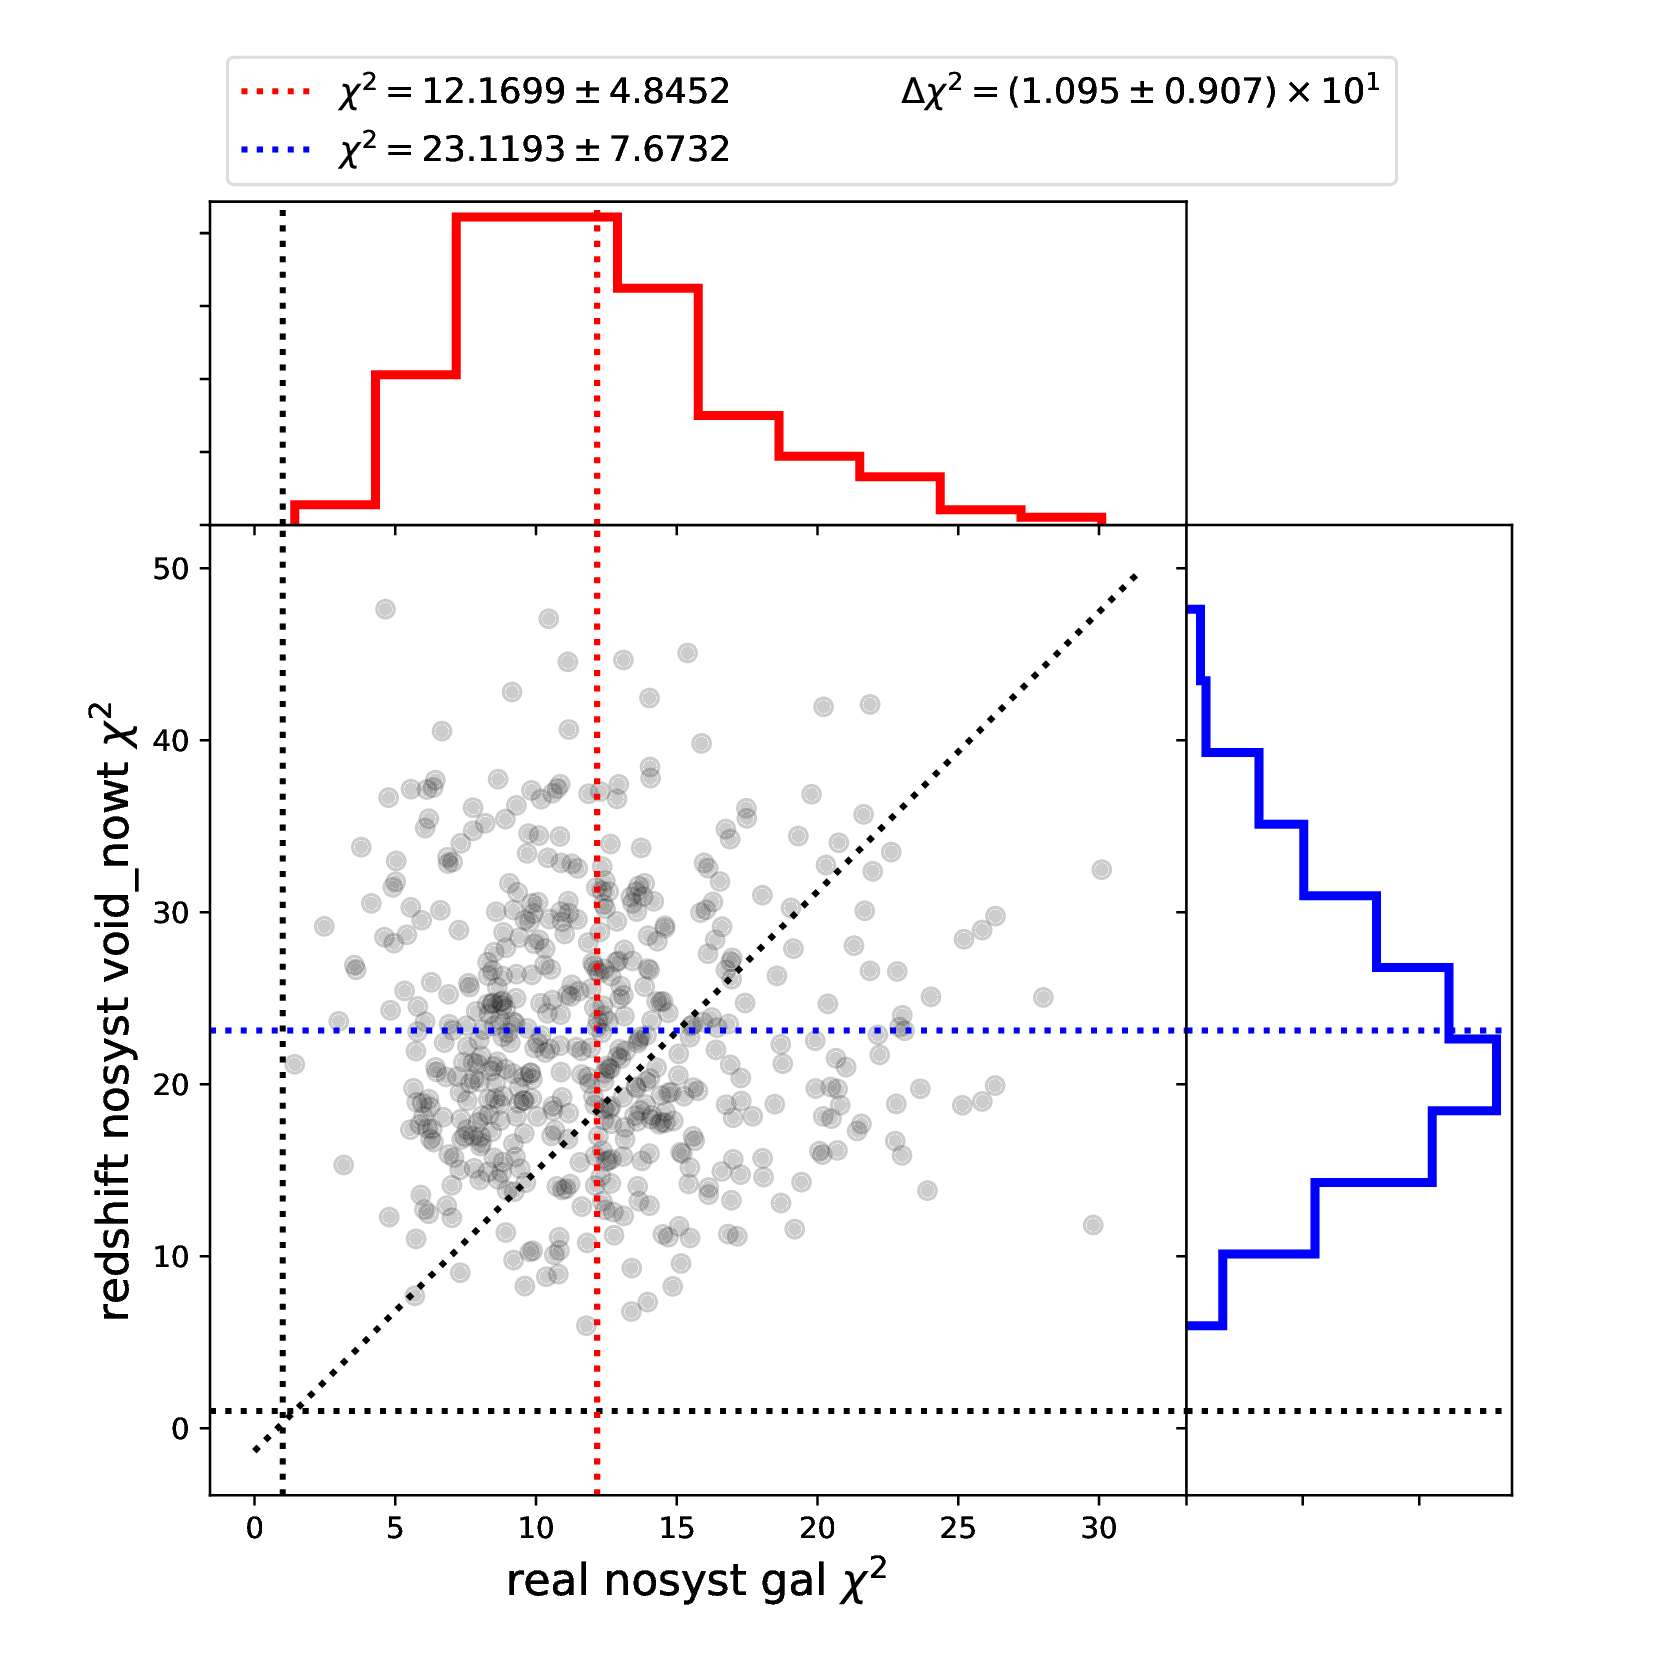 χ² = 12.1699 ± 4.8452
Δχ² = (1.095 ± 0.907) × 10¹
χ² = 23.1193 ± 7.6732
50
40
30
20
10
0
redshift nosyst void_nowt χ²
0 5 10 15 20 25 30
real nosyst gal χ²